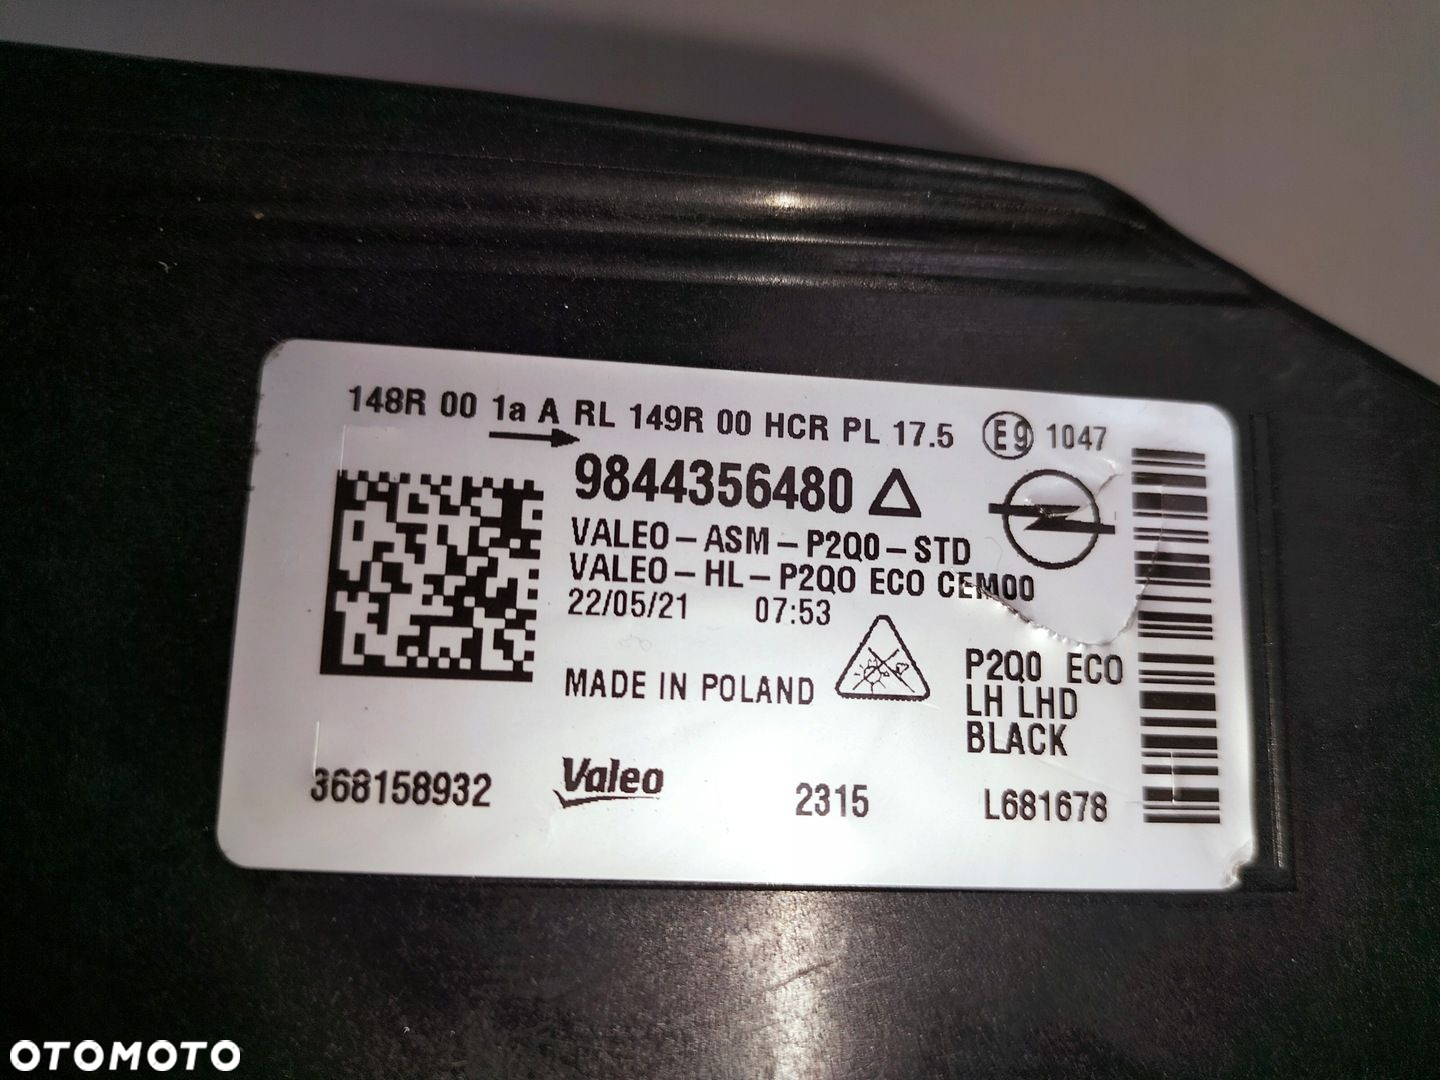 148R 00 1a A RL 149R 00 HCR PL 17.5 E9 1047
9844356480
VALEO-ASM-P2Q0-STD
VALEO-HL-P2Q0 ECO CEM00
22/05/21 07:53
MADE IN POLAND
P2Q0 ECO
LH LHD
BLACK
368158932 Valeo 2315 L681678
OTOMOTO